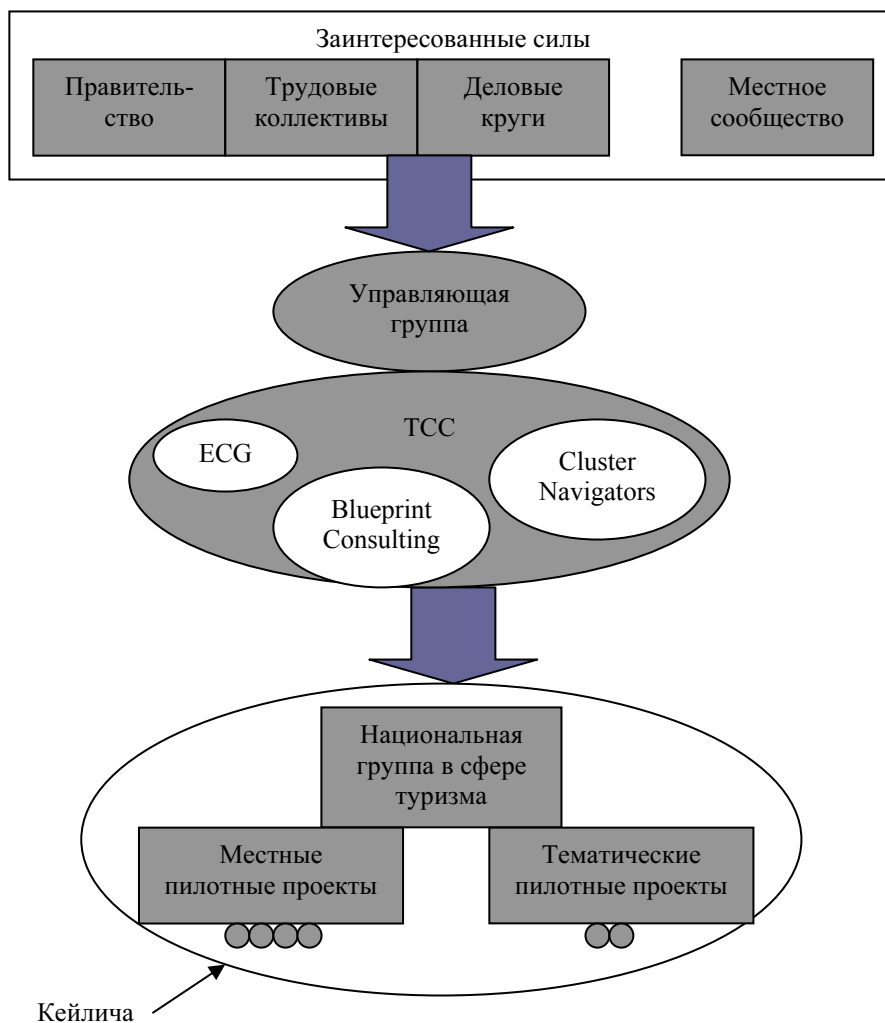 Заинтересованные силы
Правитель-
ство
Трудовые
коллективы
Деловые
круги
Местное
сообщество
Управляющая
группа
TCC
ECG
Cluster
Navigators
Blueprint
Consulting
Национальная
группа в сфере
туризма
Местные
пилотные проекты
Тематические
пилотные проекты
Кейлича